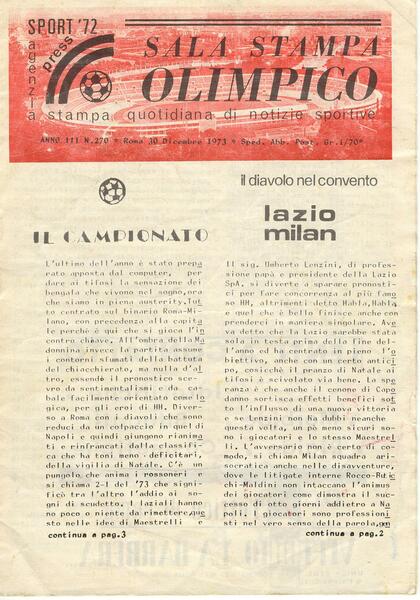 SPORT '72
agenzia
press
SALA STAMPA
OLIMPICO
stampa quotidiana di notizie sportive
ANNO III N.270 * Roma 30 Dicembre 1973 * Sped. Abb. Post. Gr.1/70*
IL CAMPIONATO
L'ultimo dell'anno è stato prepa
rato apposta dal computer, per
dare ai tifosi la sensazione dei
bengala che vivono nel sogno, ora
che siamo in piena austerity. Tut
to centrato sul binario Roma-Mi-
lano, con precedenza alla capita
le perchè è qui che si gioca l'in
contro chiave. All'ombra della Ma
donnina invece la partita assume
i contorni sfumati della battuta
del chiacchierato, ma nulla d'al
tro, essendo il pronostico scer-
vro da sentimentalismi e da ca-
bale facilmente orientato come lo
gica, per gli eroi di HH. Diver-
so a Roma con i diavoli che sono
reduci da un colpaccio in quel di
Napoli e quindi giungono rianima
ti e rinfrancati dalla classifi-
ca che ha toni meno deficitari,
della vigilia di Natale. C'è un
pungolo che anima i rossoneri e
si chiama 2-1 del '73 che signi-
ficò tra l'altro l'addio ai so-
gni di scudetto. I laziali hanno
poco o niente da rimettere, que
sto nelle idee di Maestrelli e
continua a pag.3
il diavolo nel convento
lazio
milan
Il sig. Umberto Lenzini, di profes-
sione papà e presidente della Lazio
SpA, si diverte a sparare pronosti-
ci per fare concorrenza al più famo
so HH, altrimenti detto Habla, Habla
e quel che è bello finisce anche con
prenderci in maniera singolare. Ave
va detto che la Lazio sarebbe stata
sola in testa prima della fine del-
l'anno ed ha centrato in pieno l'o-
biettivo, anche con un certo antici
po, cosicchè il pranzo di Natale ai
tifosi è scivolato via bene. La spe
ranza è che anche il cenone di Capo
danno sortisca effetti benefici sot
to l'influsso di una nuova vittoria
e se Lenzini non ha dubbi neanche
questa volta, un pò meno sicuri so-
no i giocatori e lo stesso Maestrel
li. L'avversario non è certo di co-
modo, si chiama Milan squadra ari-
stocratica anche nelle disavventure,
dove le litigate interne Rocco-Buti
chi-Maldini non intaccano l'animus
dei giocatori come dimostra il suc-
cesso di otto giorni addietro a Na-
poli. I giocatori sono professioni
sti nel vero senso della parola, gen
continua a pag.2